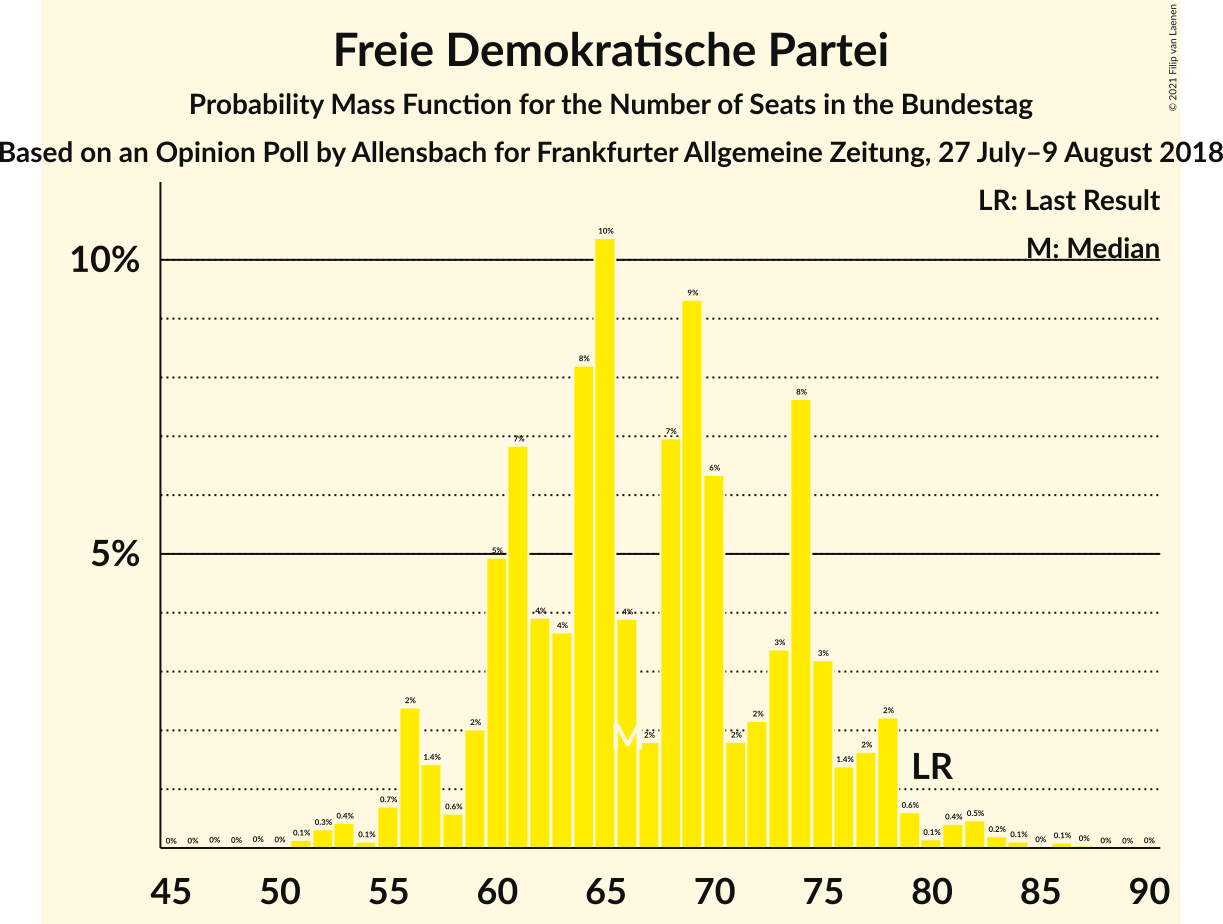 Freie Demokratische Partei
Probability Mass Function for the Number of Seats in the Bundestag
Based on an Opinion Poll by Allensbach for Frankfurter Allgemeine Zeitung, 27 July–9 August 2018
© 2021 Filip van Laenen
LR: Last Result
M: Median
10%
5%
0% 0% 0% 0% 0% 0% 0.1% 0.3% 0.4% 0.1% 0.7% 2% 1.4% 0.6% 2% 5% 7% 4% 4% 8% 10% 4% 2% 7% 9% 6% 2% 2% 3% 8% 3% 1.4% 2% 2% 0.6% 0.1% 0.4% 0.5% 0.2% 0.1% 0% 0.1% 0% 0% 0% 0%
M
LR
45 50 55 60 65 70 75 80 85 90